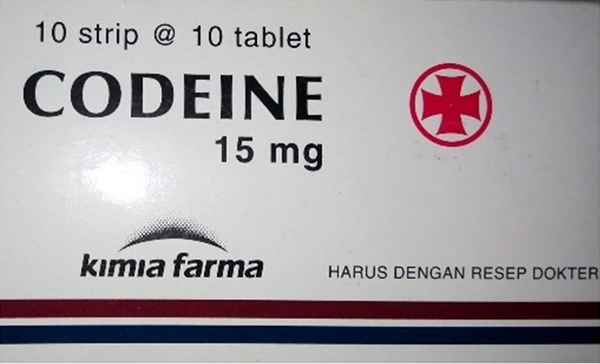 10 strip @ 10 tablet
CODEINE
15 mg
kimia farma
HARUS DENGAN RESEP DOKTER